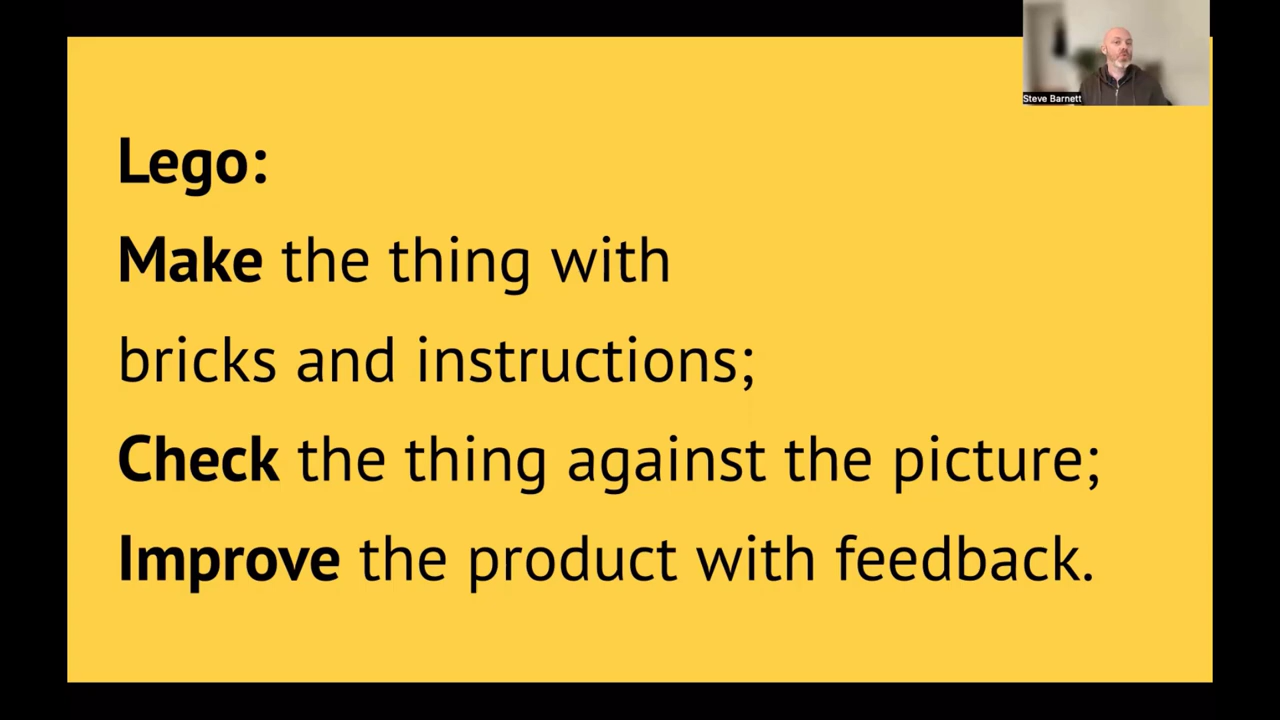 Steve Barnett
Lego:
Make the thing with
bricks and instructions;
Check the thing against the picture;
Improve the product with feedback.